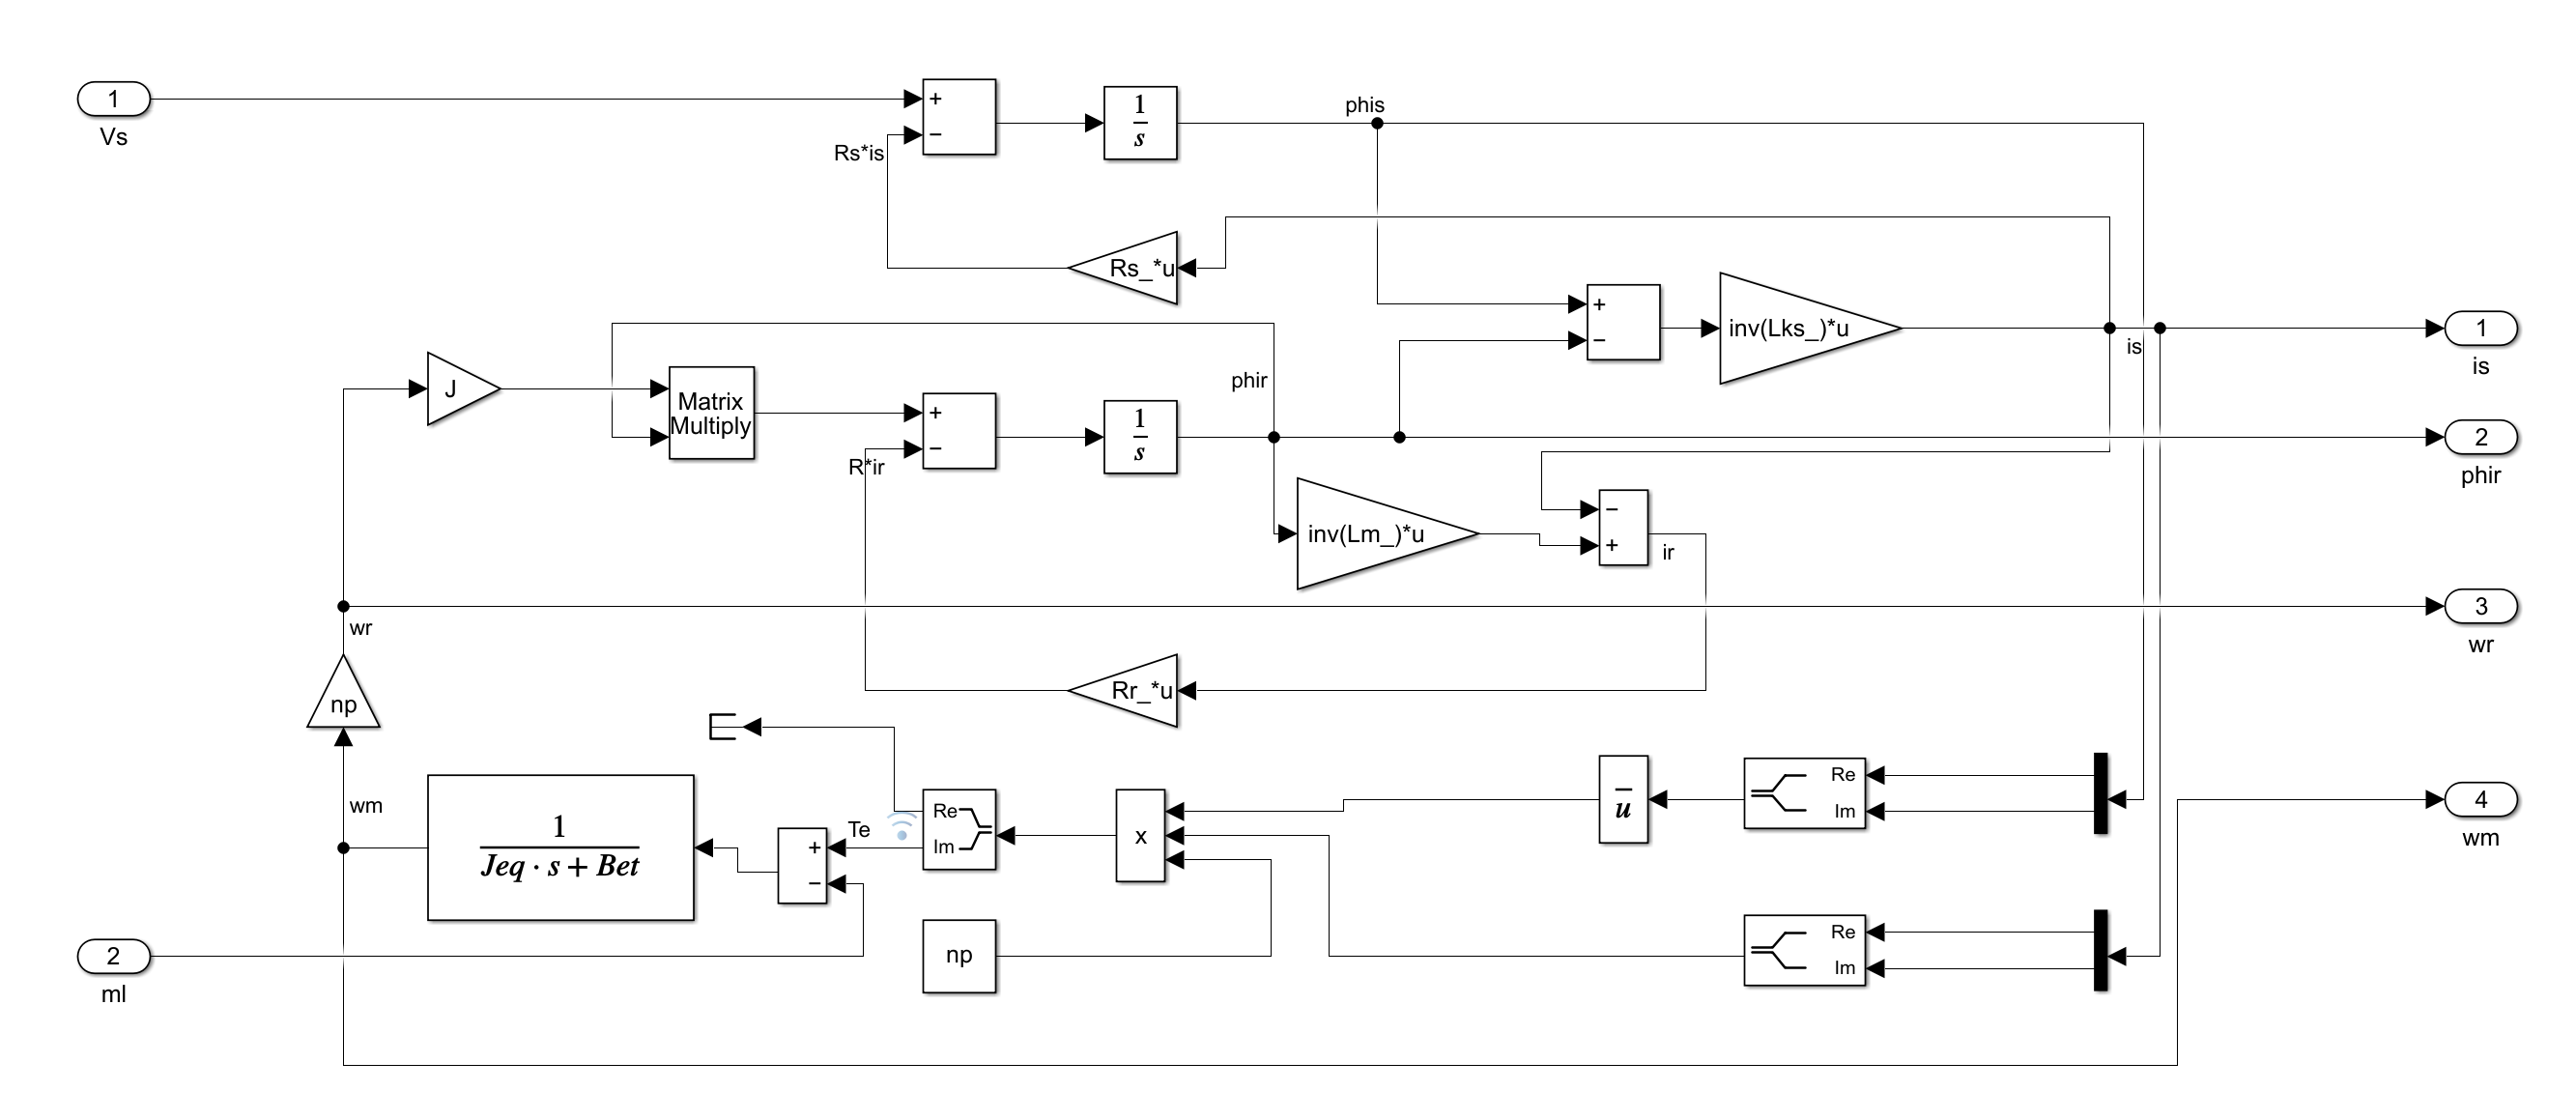 1
Vs
+
−
1
s
phis
Rs*is
Rs_*u
+
−
inv(Lks_)*u
is
1
is
J
Matrix
Multiply
+
−
R*ir
1
s
phir
2
phir
inv(Lm_)*u
−
+
ir
wr
3
wr
np
Rr_*u
wm
1
Jeq · s + Bet
Te
+
−
Re
Im
x
u
Re
Im
4
wm
2
ml
np
Re
Im